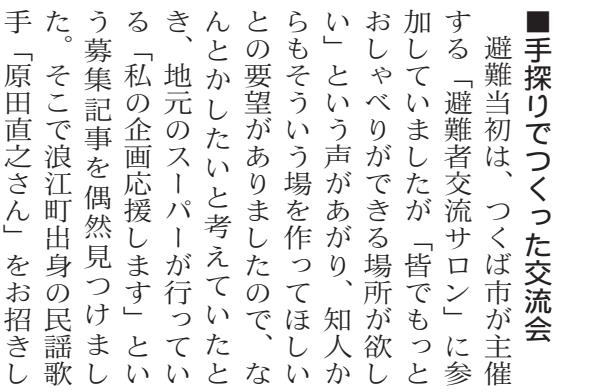 ■手探りでつくった交流会
　避難当初は、つくば市が主催
する「避難者交流サロン」に参
加していましたが「皆でもっと
おしゃべりができる場所が欲し
い」という声があがり、知人か
らもそういう場を作ってほしい
との要望がありましたので、な
んとかしたいと考えていたと
き、地元のスーパーが行ってい
る「私の企画応援します」とい
う募集記事を偶然見つけまし
た。そこで浪江町出身の民謡歌
手「原田直之さん」をお招きし